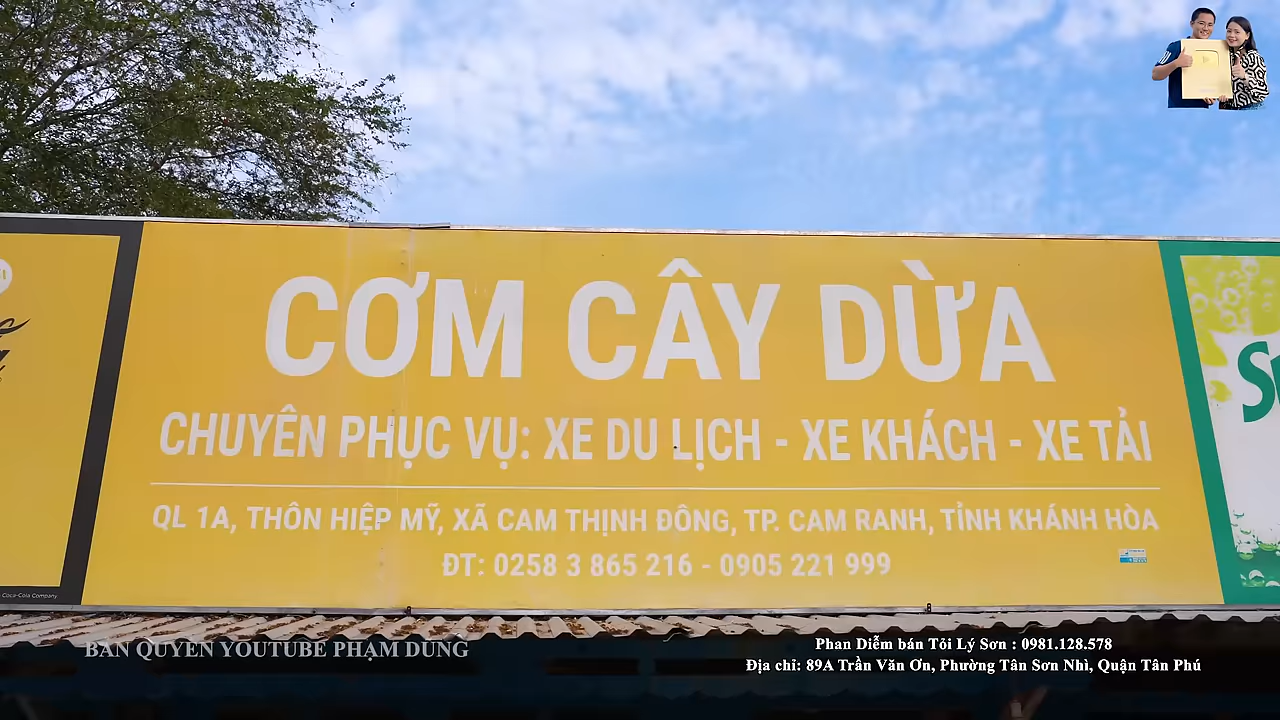 CƠM CÂY DỪA
CHUYÊN PHỤC VỤ: XE DU LỊCH - XE KHÁCH - XE TẢI
QL 1A, THÔN HIỆP MỸ, XÃ CAM THỊNH ĐÔNG, TP. CAM RANH, TỈNH KHÁNH HÒA
ĐT: 0258 3 865 216 - 0905 221 999
Coca-Cola Company
BẢN QUYỀN YOUTUBE PHẠM DŨNG
Phan Diễm bán Tỏi Lý Sơn : 0981.128.578
Địa chỉ: 89A Trần Văn Ơn, Phường Tân Sơn Nhì, Quận Tân Phú